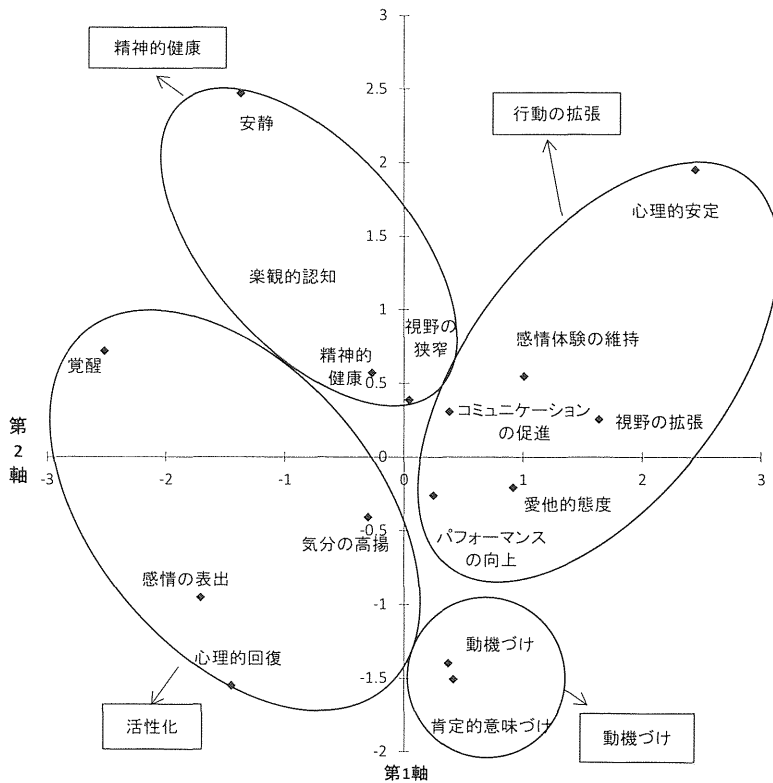 3
精神的健康
2.5
安静
行動の拡張
2
心理的安定
1.5
楽観的認知
1
視野の
狭窄
感情体験の維持
精神的
健康
覚醒
0.5
コミュニケーション
の促進
視野の拡張
第2軸
-3
-2
-1
0
0
1
2
3
愛他的態度
気分の高揚
-0.5
パフォーマンス
の向上
感情の表出
-1
動機づけ
心理的回復
-1.5
肯定的意味づけ
活性化
動機づけ
-2
第1軸